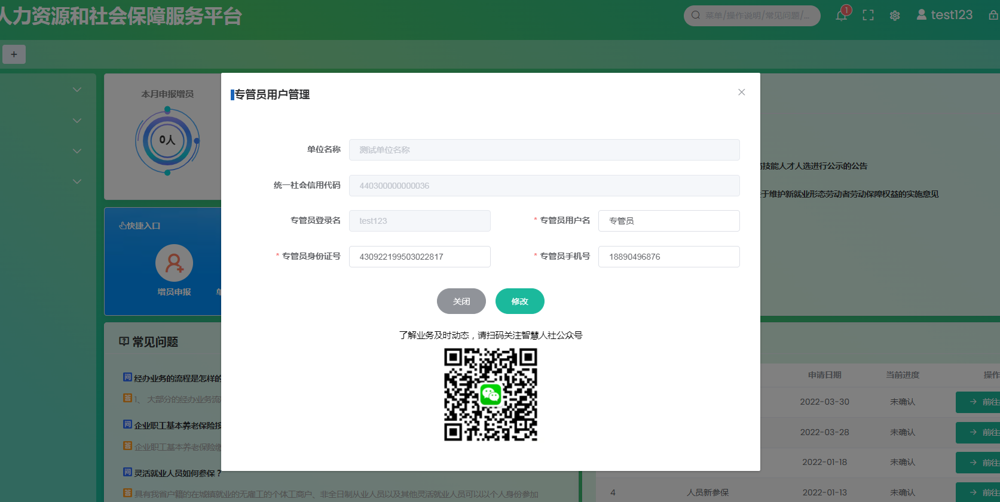 人力资源和社会保障服务平台
菜单/操作说明/常见问题/...
1
test123
+
本月申报增员
0人
专管员用户管理
单位名称 测试单位名称
统一社会信用代码 440300000000036
专管员登录名 test123 * 专管员用户名 专管员
* 专管员身份证号 430922199503022817 * 专管员手机号 18890496876
关闭 修改
了解业务及时动态，请扫码关注智慧人社公众号
技能人才人选进行公示的公告
于维护新就业形态劳动者劳动保障权益的实施意见
快捷入口
增员申报
常见问题
问 经办业务的流程是怎样的
答 1、大部分的经办业务流
问 企业职工基本养老保险按
答 企业职工基本养老保险缴
问 灵活就业人员如何参保？
答 具有我省户籍的在城镇就业的无雇工的个体工商户、非全日制从业人员以及其他灵活就业人员可以以个人身份参加
申请日期 当前进度 操作
2022-03-30 未确认 前往
2022-03-28 未确认 前往
2022-01-18 未确认 前往
4 人员新参保 2022-01-13 未确认 前往